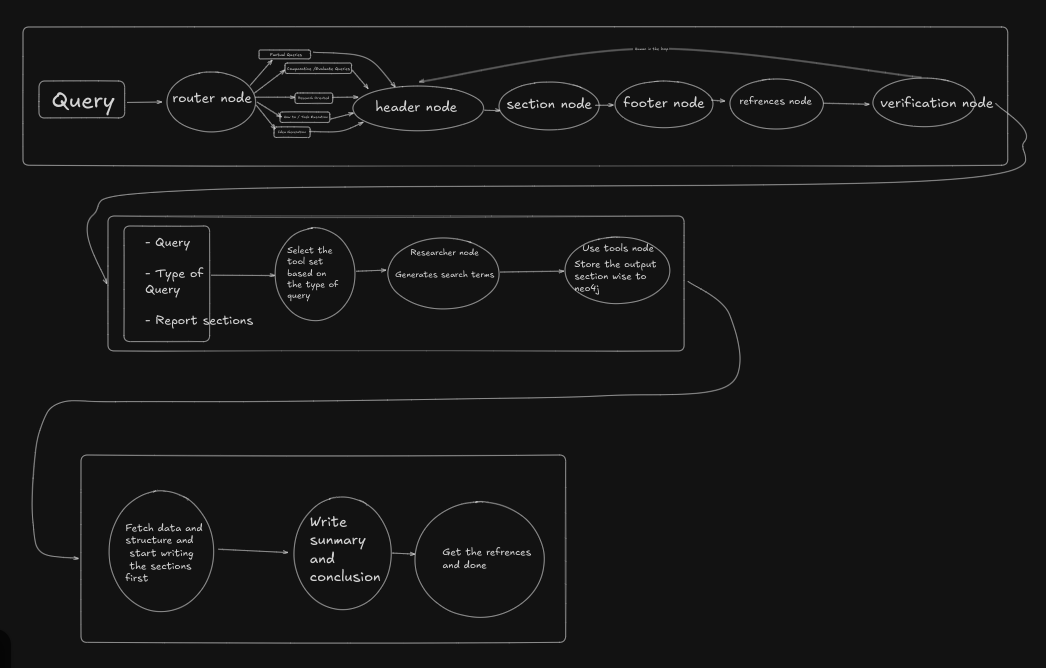 Query
router node
Factual Queries
Comparative /Evaluate Queries
Research Oriented
How to / Task Execution
Idea Generation
header node
section node
footer node
refrences node
verification node
Human in the loop
- Query
- Type of
Query
- Report sections
Select the
tool set
based on
the type of
query
Researcher node
Generates search terms
Use tools node
Store the output
section wise to
neo4j
Fetch data and
structure and
start writing
the sections
first
Write
sunmary
and
conclusion
Get the refrences
and done